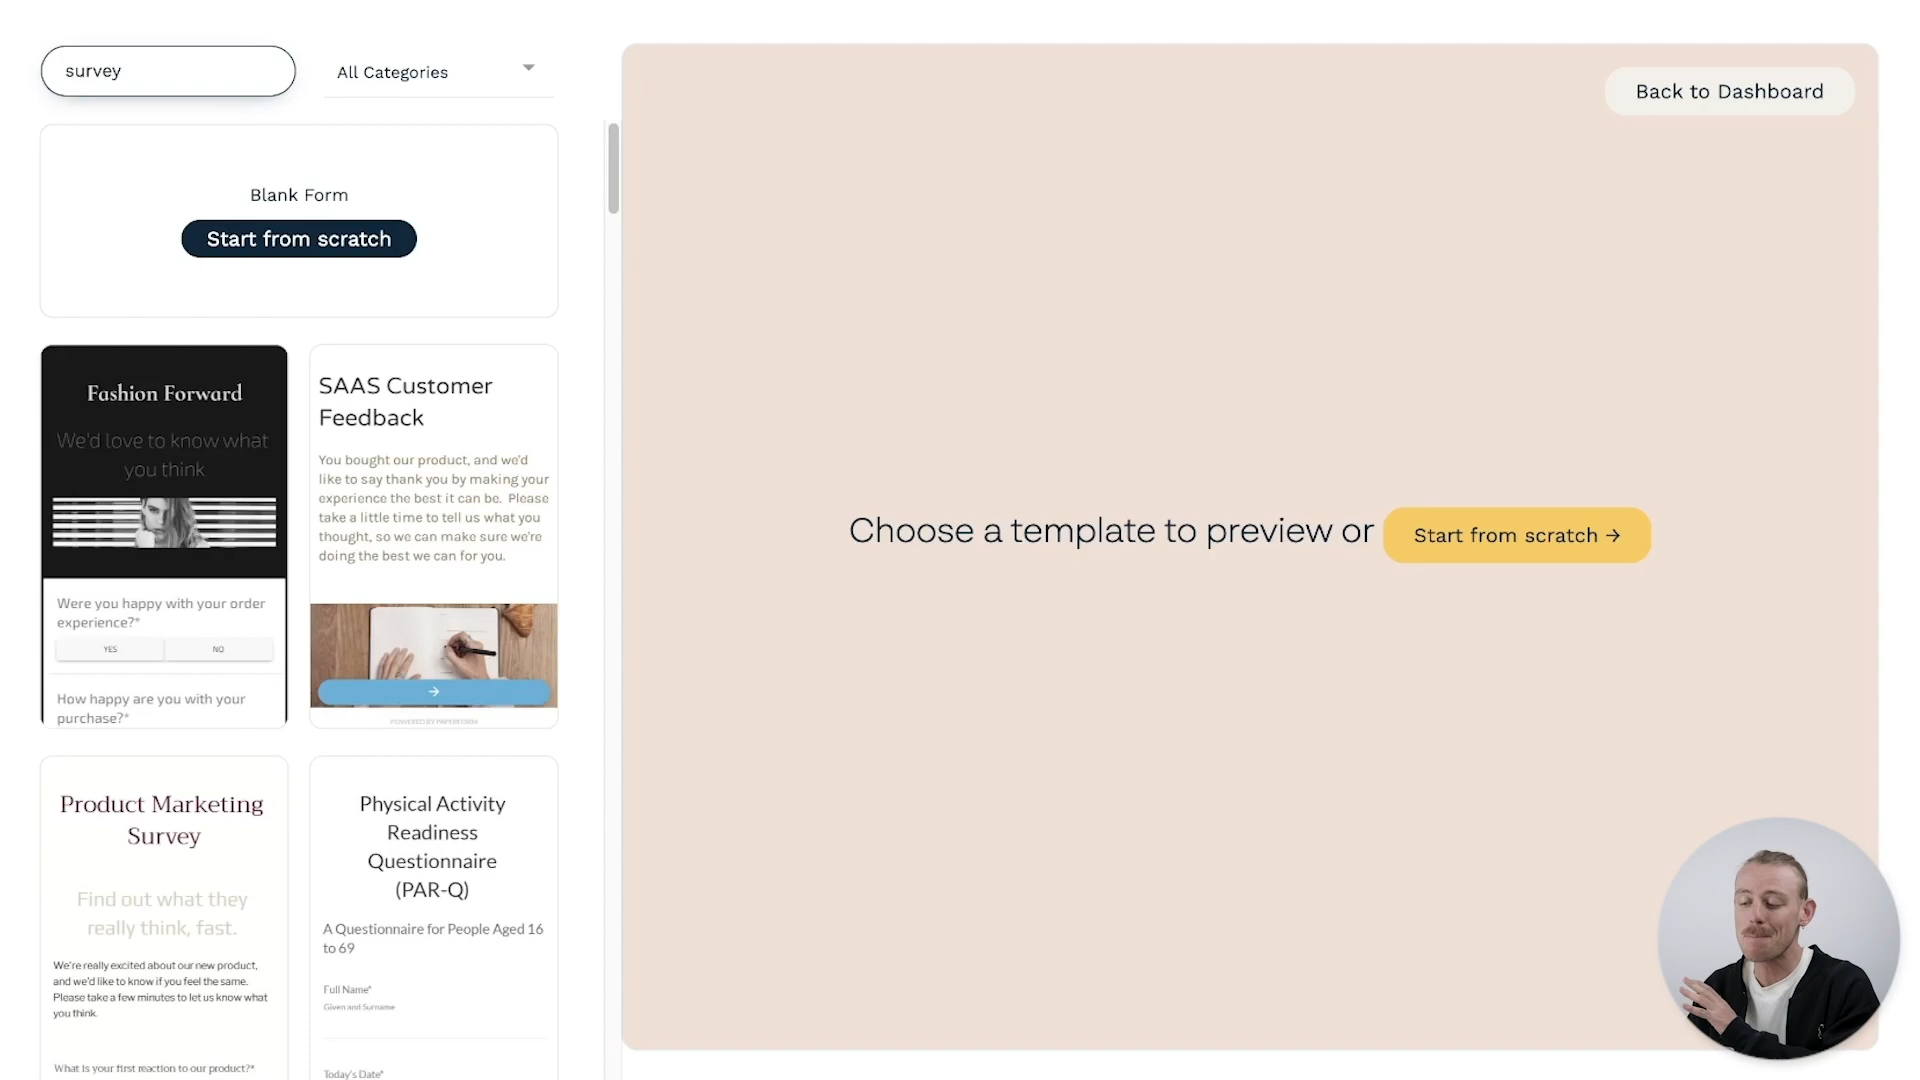 survey
All Categories
Back to Dashboard
Blank Form
Start from scratch
Fashion Forward
We'd love to know what
you think
Were you happy with your order
experience?*
YES
NO
How happy are you with your
purchase?*
SAAS Customer
Feedback
You bought our product, and we'd
like to say thank you by making your
experience the best it can be. Please
take a little time to tell us what you
thought, so we can make sure we're
doing the best we can for you.
→
POWERED BY PAPERFORM
Choose a template to preview or
Start from scratch →
Product Marketing
Survey
Find out what they
really think, fast.
We're really excited about our new product,
and we'd like to know if you feel the same.
Please take a few minutes to let us know what
you think.
What is your first reaction to our product?*
Physical Activity
Readiness
Questionnaire
(PAR-Q)
A Questionnaire for People Aged 16
to 69
Full Name*
Given and Surname
Today's Date*